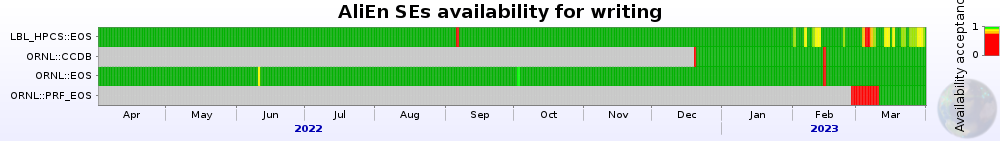 AliEn SEs availability for writing
LBL_HPCS::EOS
ORNL::CCDB
ORNL::EOS
ORNL::PRF_EOS
Apr May Jun Jul Aug Sep Oct Nov Dec Jan Feb Mar
2022 2023
1
0
Availability acceptance